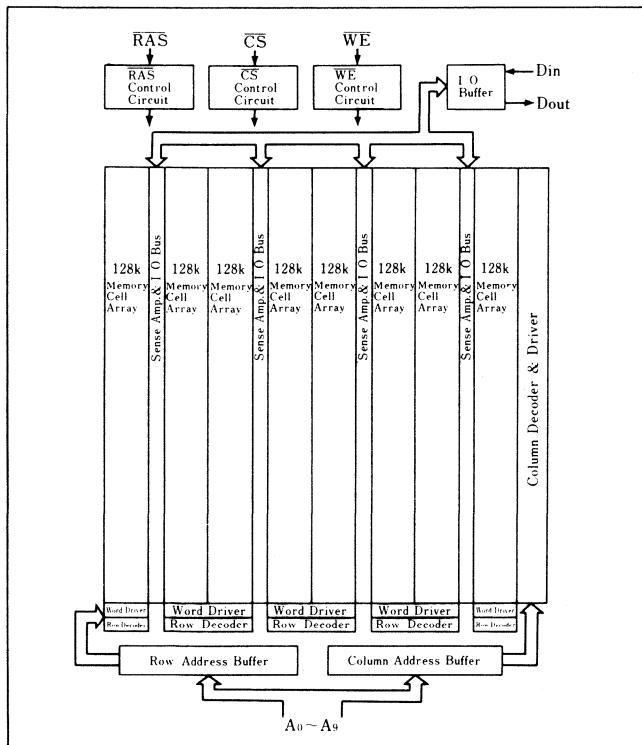 RAS CS WE
RAS Control Circuit
CS Control Circuit
WE Control Circuit
I O Buffer
Din
Dout
128k Memory Cell Array
Sense Amp.& I O Bus
128k Memory Cell Array
128k Memory Cell Array
Sense Amp.& I O Bus
128k Memory Cell Array
128k Memory Cell Array
Sense Amp.& I O Bus
128k Memory Cell Array
128k Memory Cell Array
Sense Amp.& I O Bus
128k Memory Cell Array
Column Decoder & Driver
Word Driver
Row Decoder
Word Driver
Row Decoder
Word Driver
Row Decoder
Word Driver
Row Decoder
Word Driver
Row Decoder
Row Address Buffer
Column Address Buffer
A0~A9